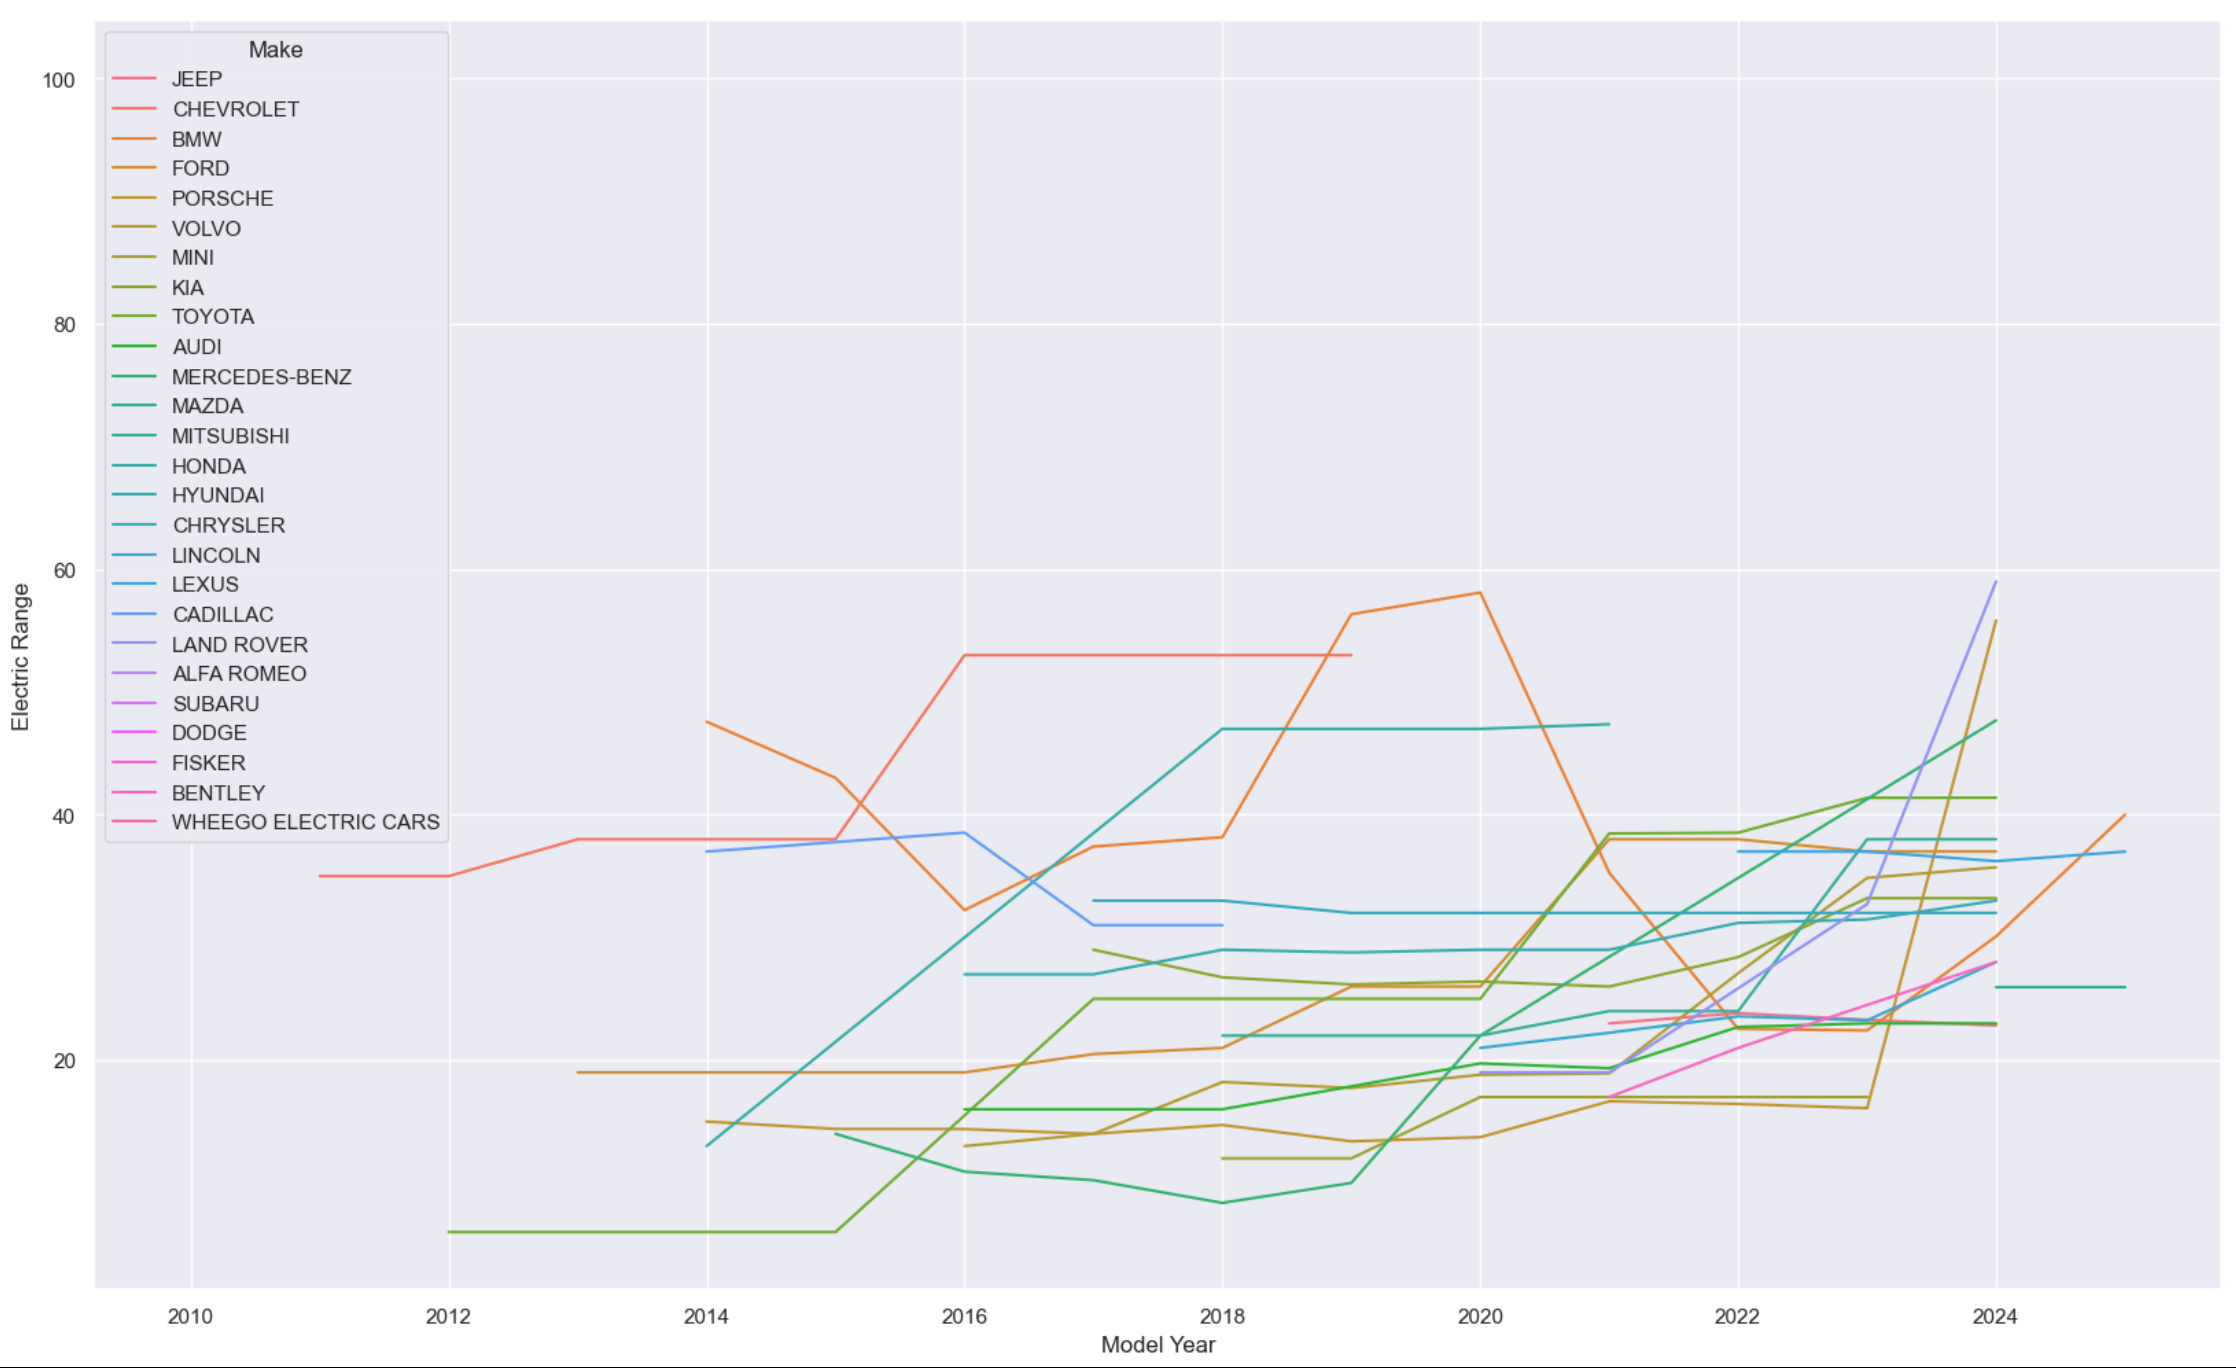 Make
JEEP
CHEVROLET
BMW
FORD
PORSCHE
VOLVO
MINI
KIA
TOYOTA
AUDI
MERCEDES-BENZ
MAZDA
MITSUBISHI
HONDA
HYUNDAI
CHRYSLER
LINCOLN
LEXUS
CADILLAC
LAND ROVER
ALFA ROMEO
SUBARU
DODGE
FISKER
BENTLEY
WHEEGO ELECTRIC CARS
100
80
60
40
20
Electric Range
2010 2012 2014 2016 2018 2020 2022 2024
Model Year